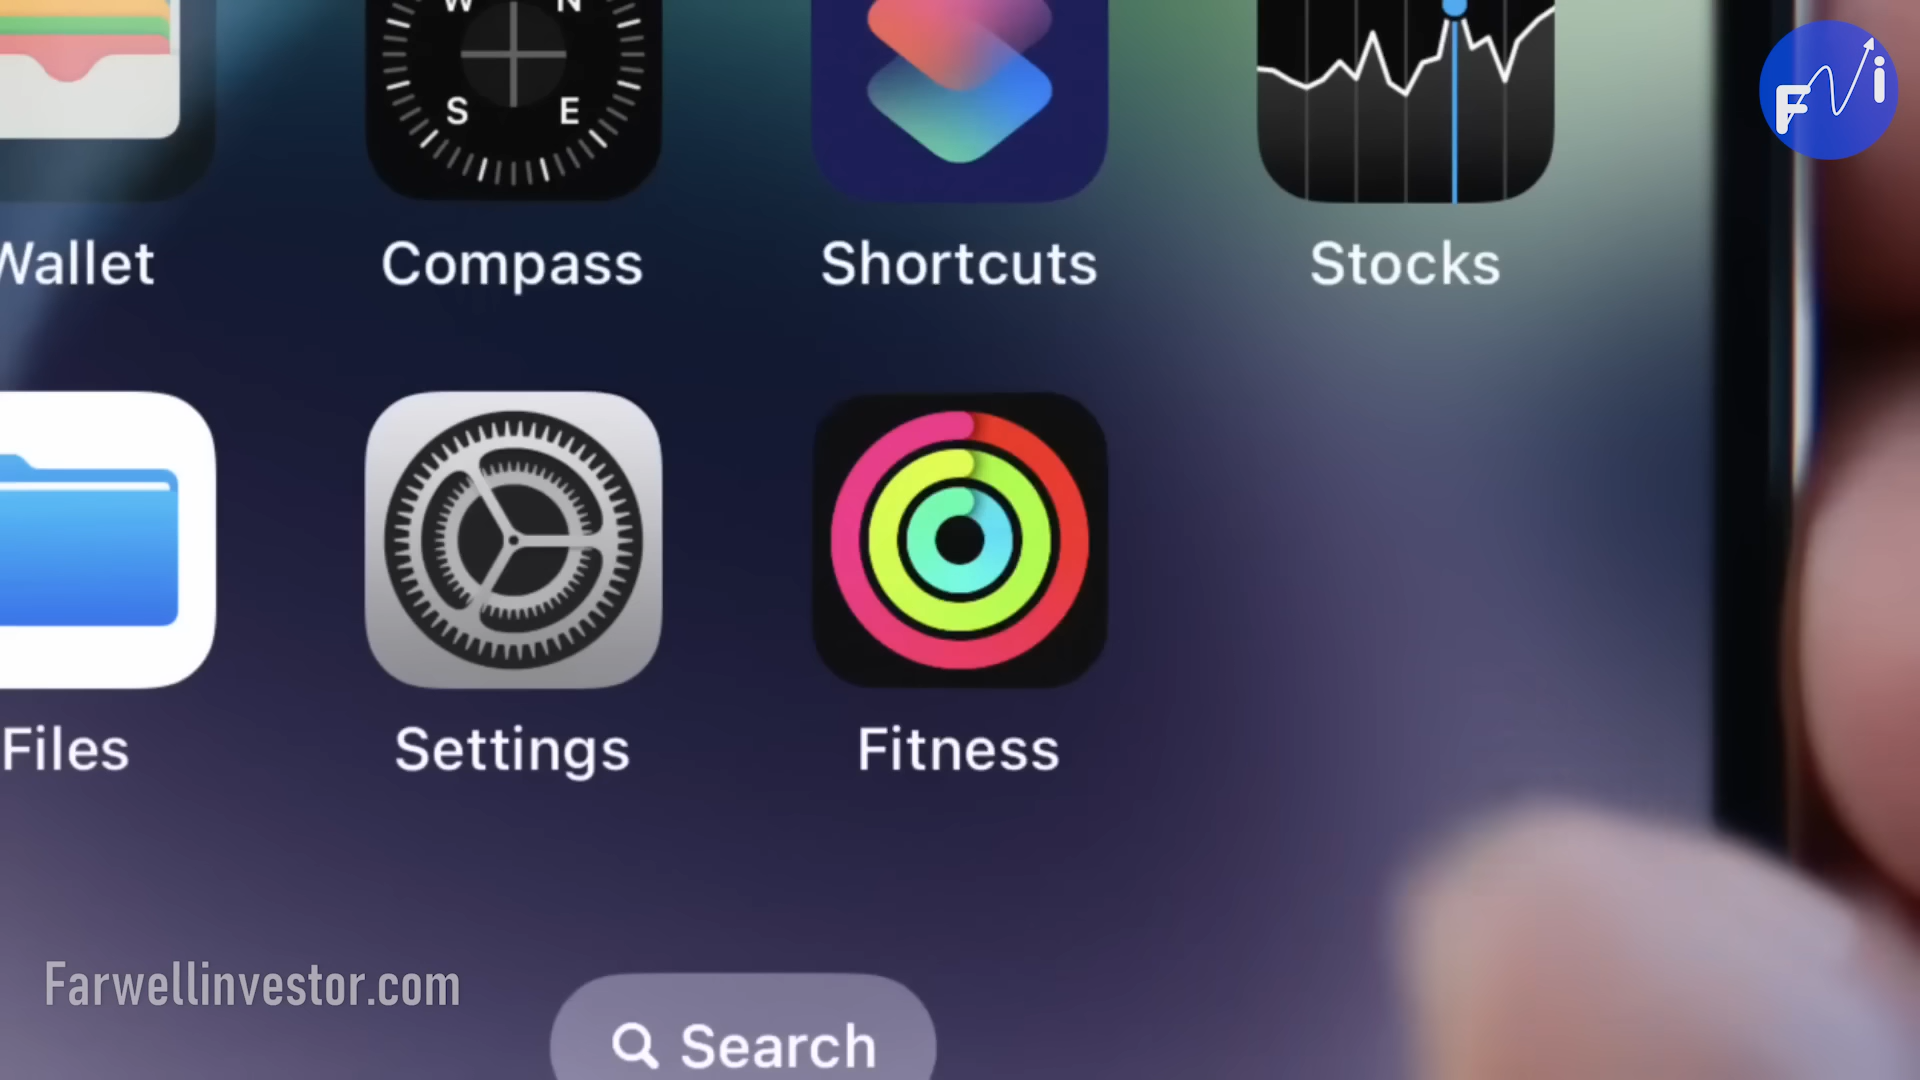 W N
S E
F i
Wallet Compass Shortcuts Stocks
Files Settings Fitness
Farwellinvestor.com
Search